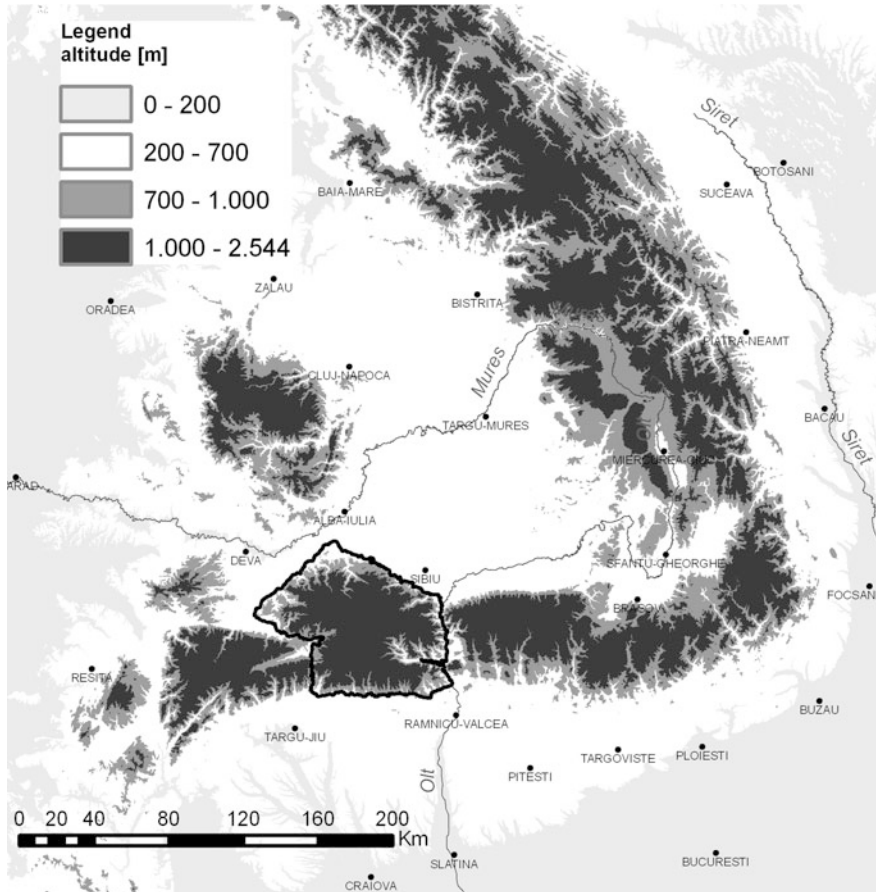 Legend
altitude [m]
0 - 200
200 - 700
700 - 1.000
1.000 - 2.544
Siret
BOTOSANI
SUCEAVA
BAIA-MARE
ZALAU
ORADEA
BISTRITA
PIATRA-NEAMT
CLUJ-NAPOCA
Mures
TARGU-MURES
BACAU
Siret
MIERCUREA-CIUC
ARAD
ALBA-IULIA
DEVA
SIBIU
SFANTU-GHEORGHE
FOCSAN
BRASOV
RESITA
BUZAU
RAMNICU-VALCEA
TARGU-JIU
TARGOVISTE
PLOIESTI
PITESTI
Olt
0 20 40 80 120 160 200
Km
SLATINA
BUCURESTI
CRAIOVA